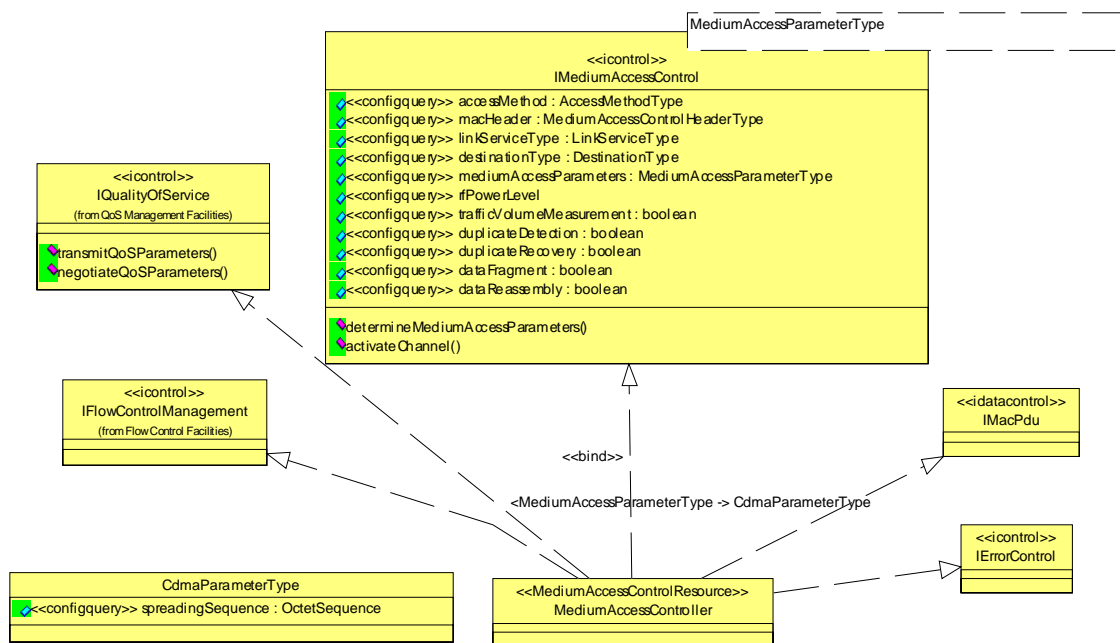 MediumAccessParameterType
<<icontrol>>
IMediumAccessControl
<<configquery>> accessMethod : AccessMethodType
<<configquery>> macHeader : MediumAccessControlHeaderType
<<configquery>> linkServiceType : LinkServiceType
<<configquery>> destinationType : DestinationType
<<configquery>> mediumAccessParameters : MediumAccessParameterType
<<configquery>> rfPowerLevel
<<configquery>> trafficVolumeMeasurement : boolean
<<configquery>> duplicateDetection : boolean
<<configquery>> duplicateRecovery : boolean
<<configquery>> dataFragment : boolean
<<configquery>> dataReassembly : boolean
determineMediumAccessParameters()
activateChannel()
<<icontrol>>
IQualityOfService
(from QoS Management Facilities)
transmitQoSParameters()
negotiateQoSParameters()
<<icontrol>>
IFlowControlManagement
(from Flow Control Facilities)
<<idatacontrol>>
IMacPdu
<<bind>>
<MediumAccessParameterType -> CdmaParameterType
<<icontrol>>
IErrorControl
CdmaParameterType
<<configquery>> spreadingSequence : OctetSequence
<<MediumAccessControlResource>>
MediumAccessController